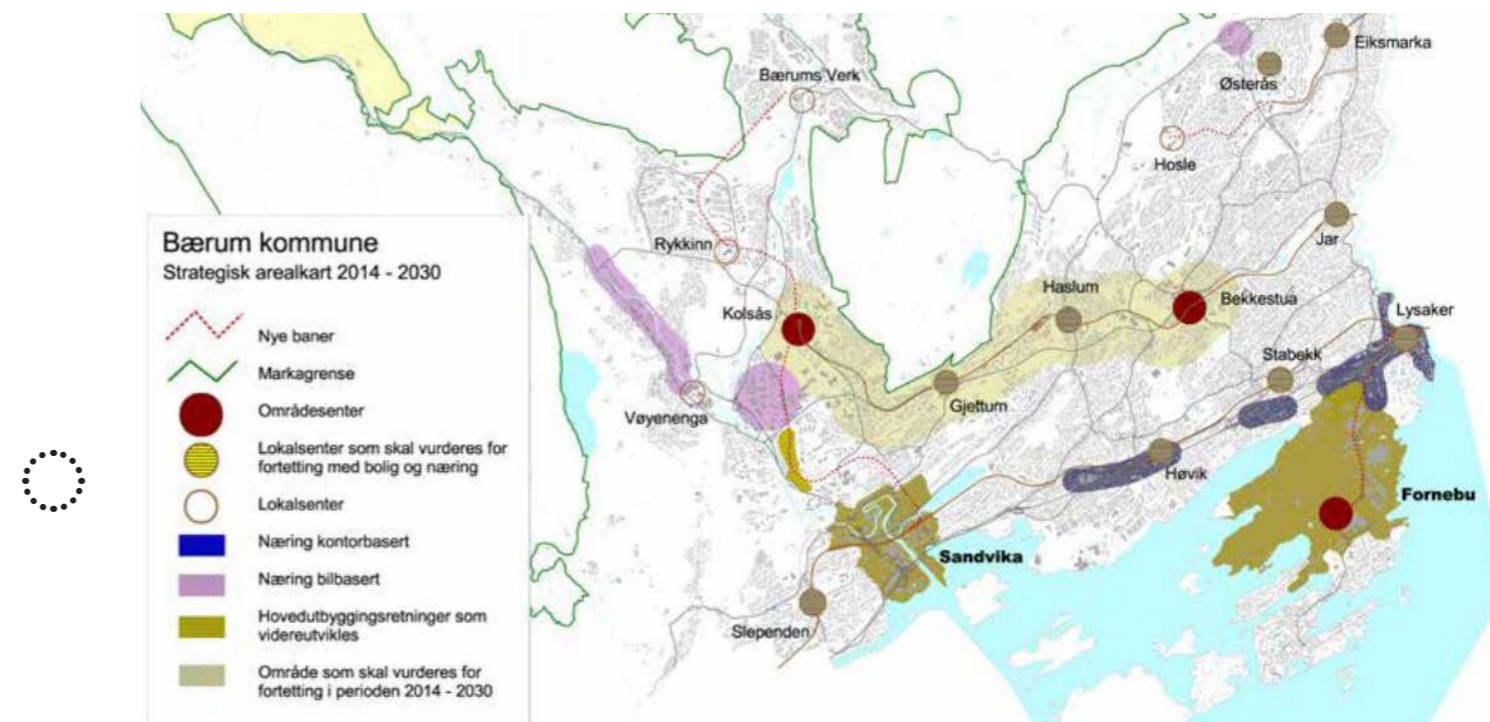 Bærum kommune
Strategisk arealkart 2014 - 2030
Nye baner
Markagrense
Områdesenter
Lokalsenter som skal vurderes for
fortetting med bolig og næring
Lokalsenter
Næring kontorbasert
Næring bilbasert
Hovedutbyggingsretninger som
videreutvikles
Område som skal vurderes for
fortetting i perioden 2014 - 2030
Bærums Verk
Eiksmarka
Østerås
Hosle
Rykkinn
Jar
Haslum
Bekkestua
Kolsås
Lysaker
Stabekk
Gjettum
Vøyenenga
Høvik
Fornebu
Sandvika
Slependen